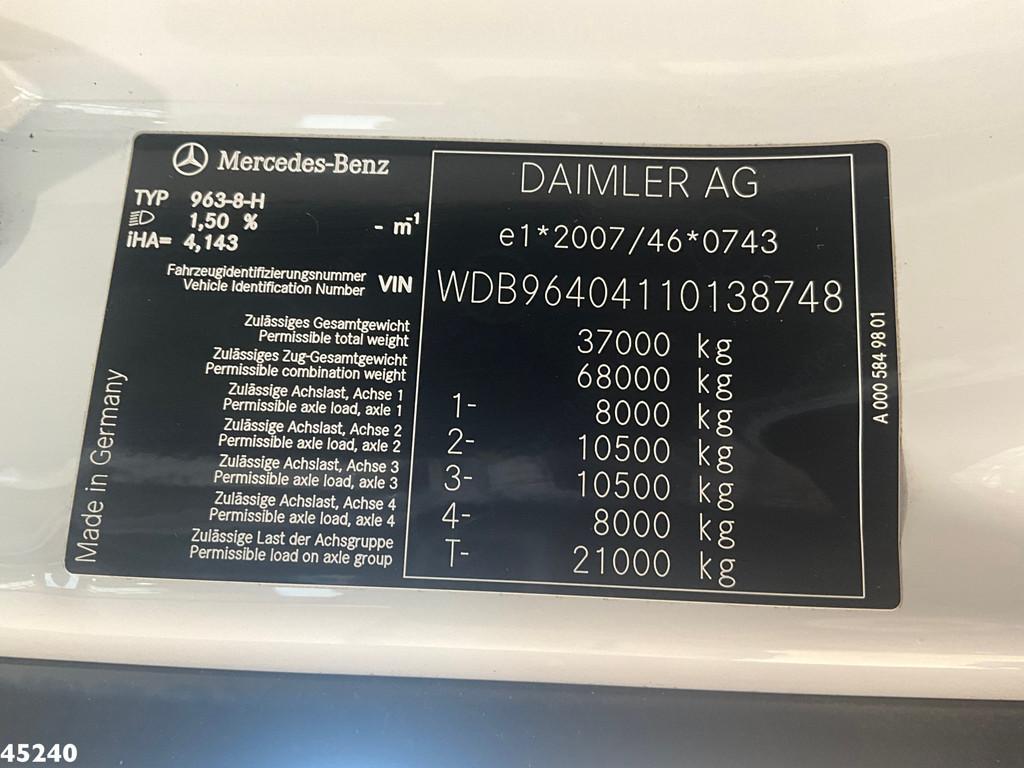 Mercedes-Benz
TYP 963-8-H
1,50 % - m⁻¹
iHA= 4,143
DAIMLER AG
e1*2007/46*0743
Fahrzeugidentifizierungsnummer
Vehicle Identification Number VIN WDB96404110138748
Zulässiges Gesamtgewicht
Permissible total weight 37000 kg
Zulässiges Zug-Gesamtgewicht
Permissible combination weight 68000 kg
Zulässige Achslast, Achse 1
Permissible axle load, axle 1 1- 8000 kg
Zulässige Achslast, Achse 2
Permissible axle load, axle 2 2- 10500 kg
Zulässige Achslast, Achse 3
Permissible axle load, axle 3 3- 10500 kg
Zulässige Achslast, Achse 4
Permissible axle load, axle 4 4- 8000 kg
Zulässige Last der Achsgruppe
Permissible load on axle group T- 21000 kg
Made in Germany
A 000 584 98 01
45240